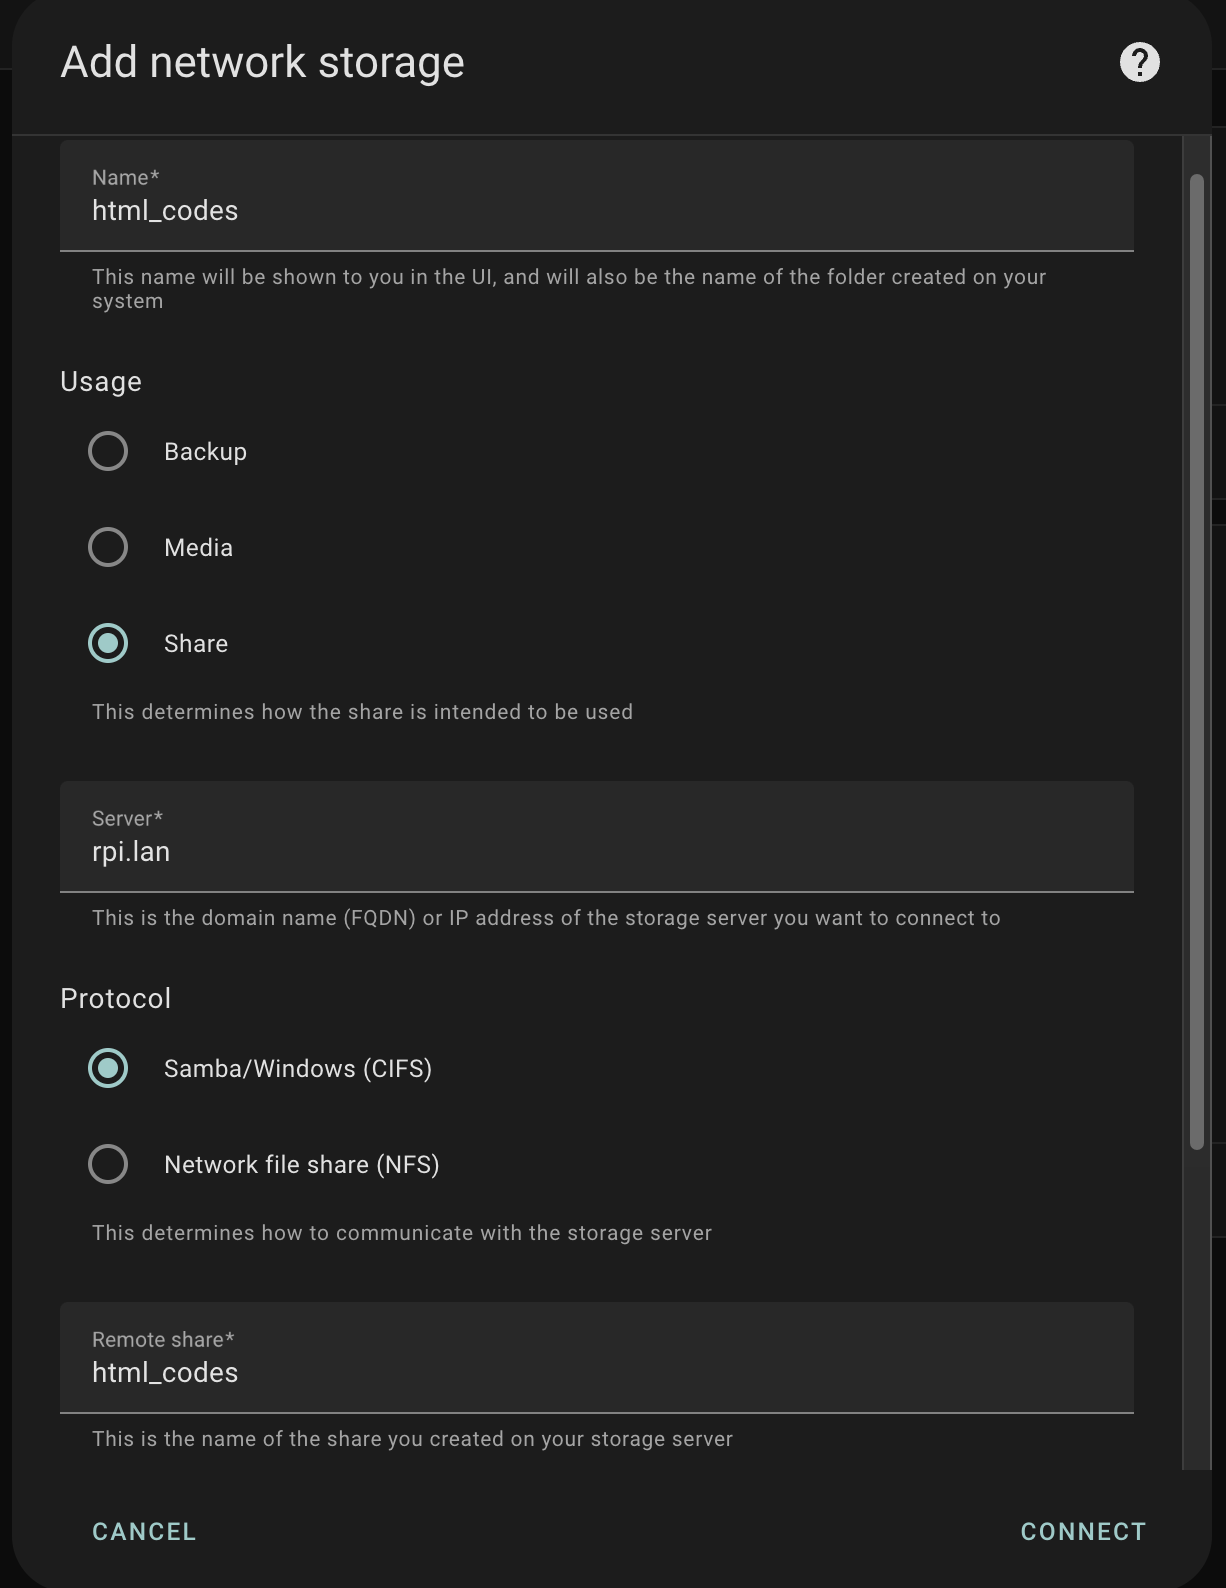 Add network storage
?
Name*
html_codes
This name will be shown to you in the UI, and will also be the name of the folder created on your
system
Usage
Backup
Media
Share
This determines how the share is intended to be used
Server*
rpi.lan
This is the domain name (FQDN) or IP address of the storage server you want to connect to
Protocol
Samba/Windows (CIFS)
Network file share (NFS)
This determines how to communicate with the storage server
Remote share*
html_codes
This is the name of the share you created on your storage server
CANCEL
CONNECT